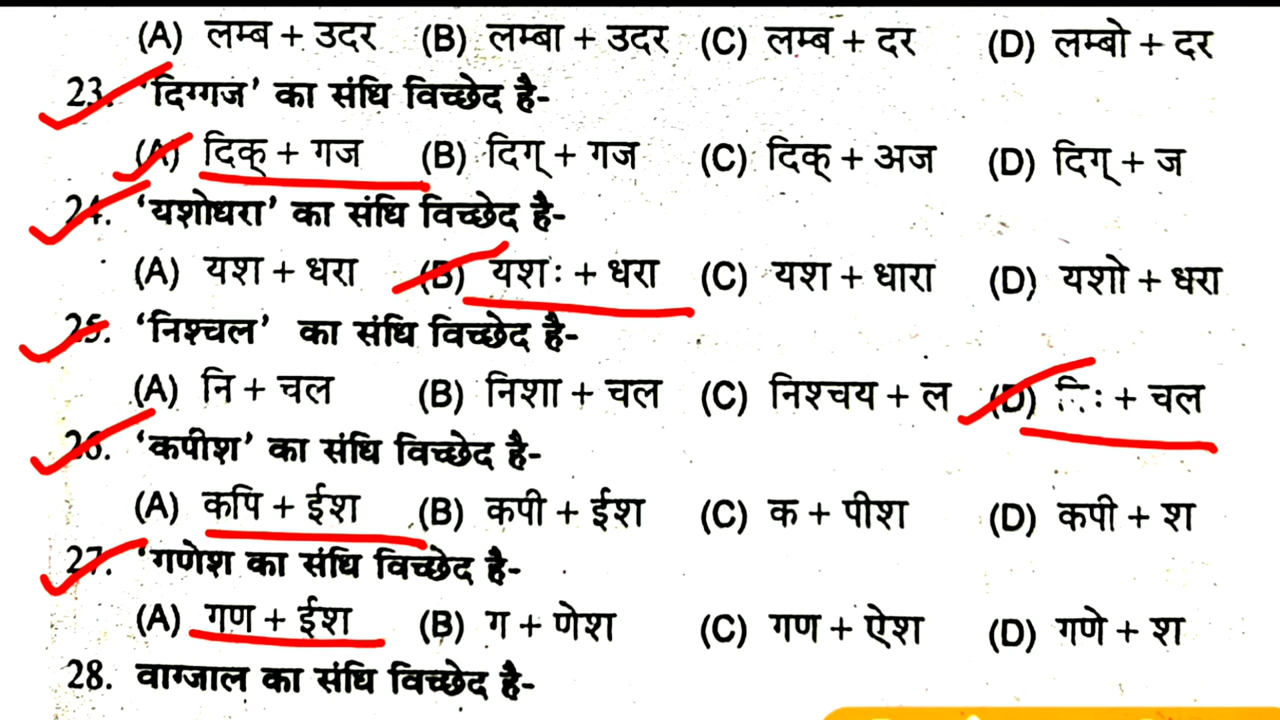 (A) लम्ब + उदर (B) लम्बा + उदर (C) लम्ब + दर (D) लम्बो + दर
23. 'दिग्गज' का संधि विच्छेद है-
(A) दिक् + गज (B) दिग् + गज (C) दिक् + अज (D) दिग् + ज
24. 'यशोधरा' का संधि विच्छेद है-
(A) यश + धरा (B) यशः + धरा (C) यश + धारा (D) यशो + धरा
25. 'निश्चल' का संधि विच्छेद है-
(A) नि + चल (B) निशा + चल (C) निश्चय + ल (D) + चल
26. 'कपीश' का संधि विच्छेद है-
(A) कपि + ईश (B) कपी + ईश (C) क + पीश (D) कपी + श
27. 'गणेश का संधि विच्छेद है-
(A) गण + ईश (B) ग + णेश (C) गण + ऐश (D) गणे + श
28. वाग्जाल का संधि विच्छेद है-